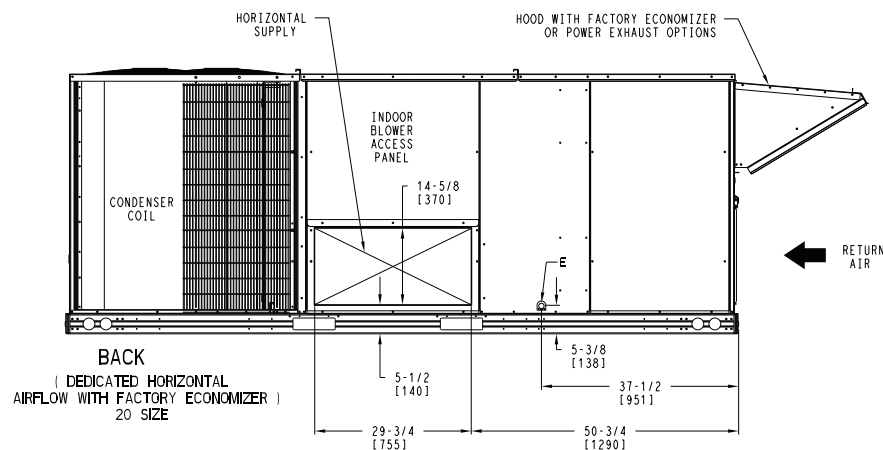 HORIZONTAL
SUPPLY
HOOD WITH FACTORY ECONOMIZER
OR POWER EXHAUST OPTIONS
INDOOR
BLOWER
ACCESS
PANEL
14-5/8
[370]
CONDENSER
COIL
E
RETURN
AIR
BACK
( DEDICATED HORIZONTAL
AIRFLOW WITH FACTORY ECONOMIZER )
20 SIZE
5-1/2
[140]
5-3/8
[138]
37-1/2
[951]
29-3/4
[755]
50-3/4
[1290]